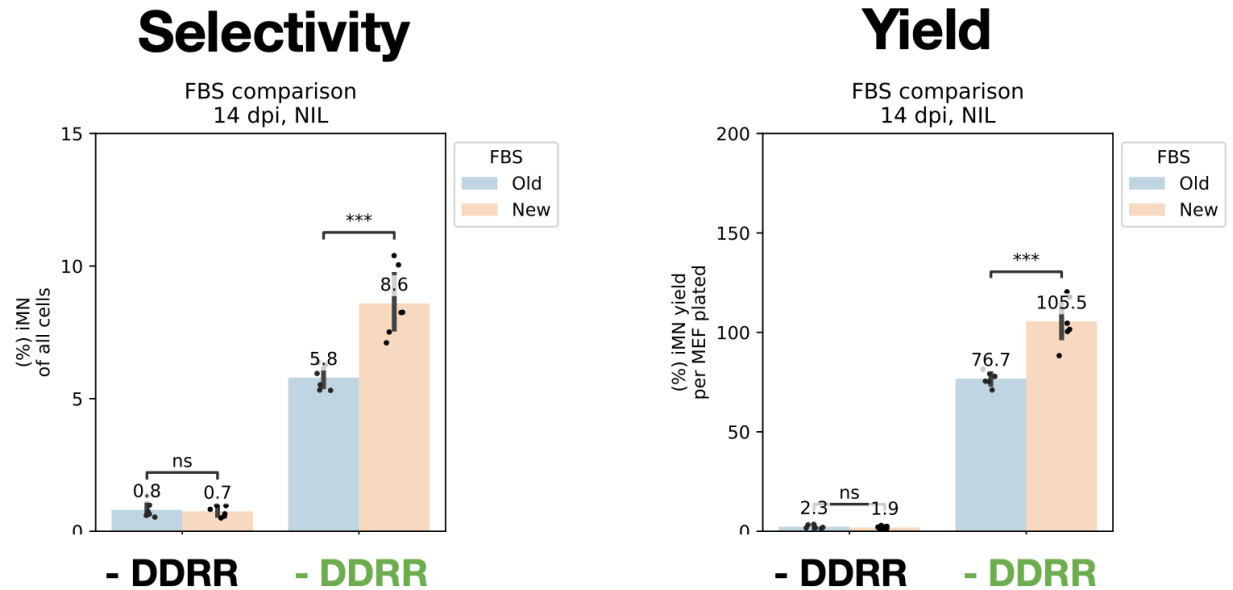 Selectivity
FBS comparison
14 dpi, NIL
15
10
5
0
(%) iMN
of all cells
FBS
Old
New
***
8.6
5.8
ns
0.8
0.7
- DDRR
- DDRR
Yield
FBS comparison
14 dpi, NIL
200
150
100
50
0
(%) iMN yield
per MEF plated
FBS
Old
New
***
105.5
76.7
ns
2.3
1.9
- DDRR
- DDRR